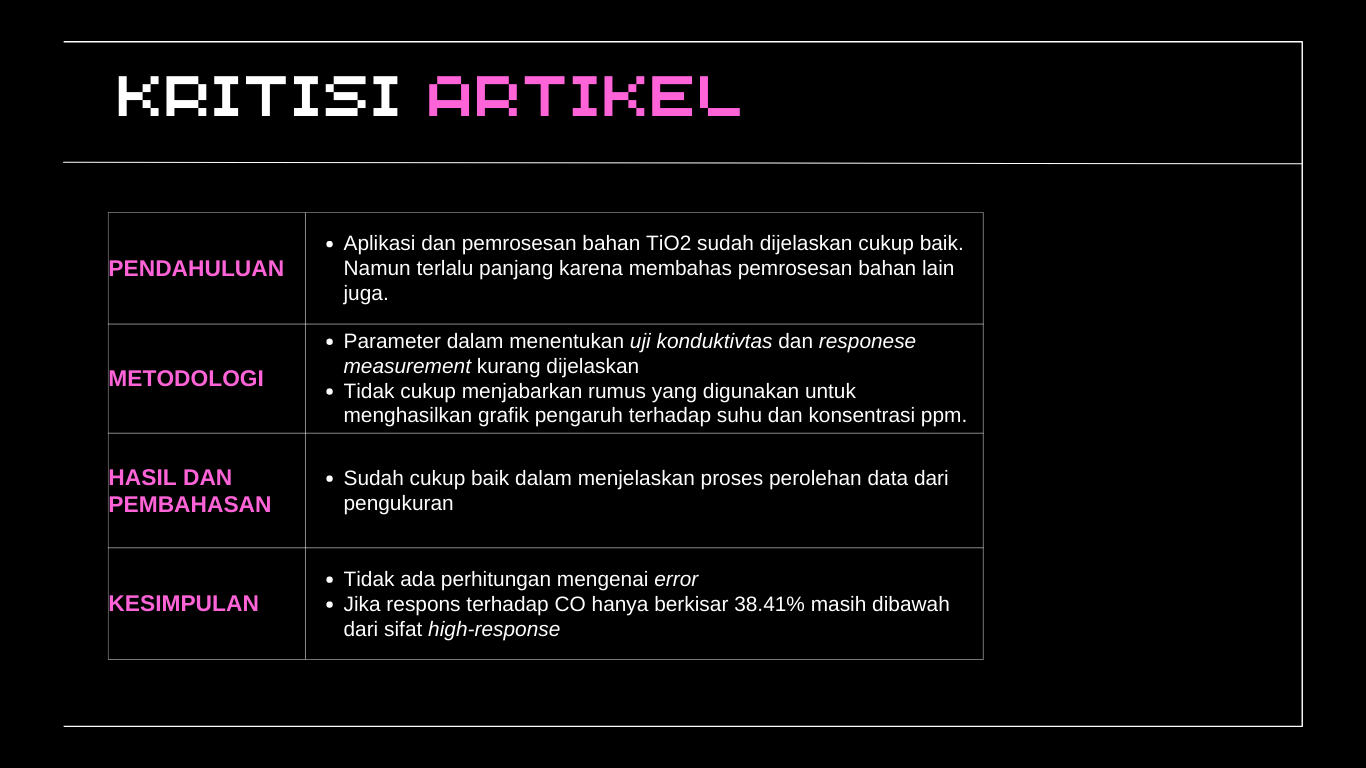 KRITISI ARTIKEL
PENDAHULUAN
• Aplikasi dan pemrosesan bahan TiO2 sudah dijelaskan cukup baik.
Namun terlalu panjang karena membahas pemrosesan bahan lain
juga.
METODOLOGI
• Parameter dalam menentukan uji konduktivtas dan responese
measurement kurang dijelaskan
• Tidak cukup menjabarkan rumus yang digunakan untuk
menghasilkan grafik pengaruh terhadap suhu dan konsentrasi ppm.
HASIL DAN
PEMBAHASAN
• Sudah cukup baik dalam menjelaskan proses perolehan data dari
pengukuran
KESIMPULAN
• Tidak ada perhitungan mengenai error
• Jika respons terhadap CO hanya berkisar 38.41% masih dibawah
dari sifat high-response